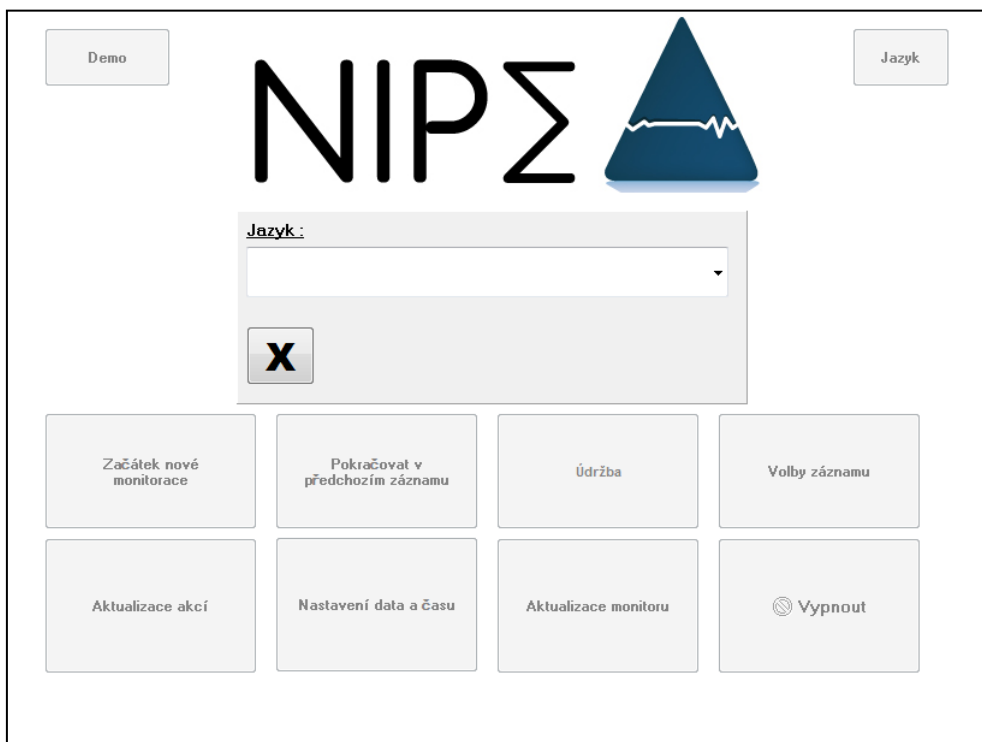 Demo
NIPΣ
Jazyk
Jazyk :
X
Začátek nové
monitorace
Pokračovat v
předchozím záznamu
Údržba
Volby záznamu
Aktualizace akcí
Nastavení data a času
Aktualizace monitoru
Vypnout